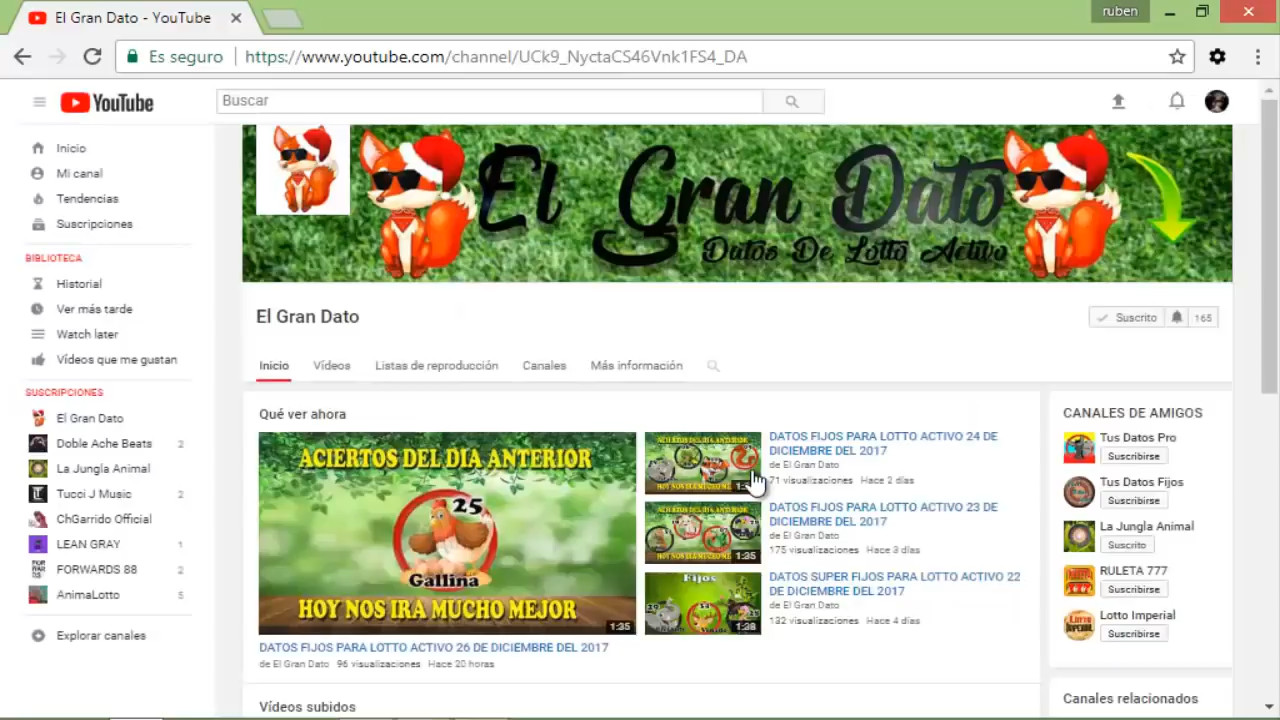 El Gran Dato - YouTube
ruben
Es seguro
https://www.youtube.com/channel/UCk9_NyctaCS46Vnk1FS4_DA
YouTube
Buscar
Inicio
Mi canal
Tendencias
Suscripciones
BIBLIOTECA
Historial
Ver más tarde
Watch later
Vídeos que me gustan
SUSCRIPCIONES
El Gran Dato
Doble Ache Beats 2
La Jungla Animal
Tucci J Music 2
ChGarrido Official
LEAN GRAY 1
FORWARDS 88 2
AnimaLotto 5
Explorar canales
El Gran Dato
Datos De Lotto Activo
El Gran Dato
Suscrito 165
Inicio Vídeos Listas de reproducción Canales Más información
Qué ver ahora
ACIERTOS DEL DÍA ANTERIOR
25
Gallina
HOY NOS IRÁ MUCHO MEJOR
1:35
DATOS FIJOS PARA LOTTO ACTIVO 26 DE DICIEMBRE DEL 2017
de El Gran Dato 96 visualizaciones Hace 20 horas
ACIERTOS DEL DÍA ANTERIOR
DATOS FIJOS PARA LOTTO ACTIVO 24 DE
DICIEMBRE DEL 2017
de El Gran Dato
71 visualizaciones Hace 2 días
ACIERTOS DEL DÍA ANTERIOR
1:35
DATOS FIJOS PARA LOTTO ACTIVO 23 DE
DICIEMBRE DEL 2017
de El Gran Dato
175 visualizaciones Hace 3 días
Fijos
1:38
DATOS SUPER FIJOS PARA LOTTO ACTIVO 22
DE DICIEMBRE DEL 2017
de El Gran Dato
132 visualizaciones Hace 4 días
Vídeos subidos
CANALES DE AMIGOS
Tus Datos Pro
Suscribirse
Tus Datos Fijos
Suscribirse
La Jungla Animal
Suscrito
RULETA 777
Suscribirse
Lotto Imperial
Suscribirse
Canales relacionados